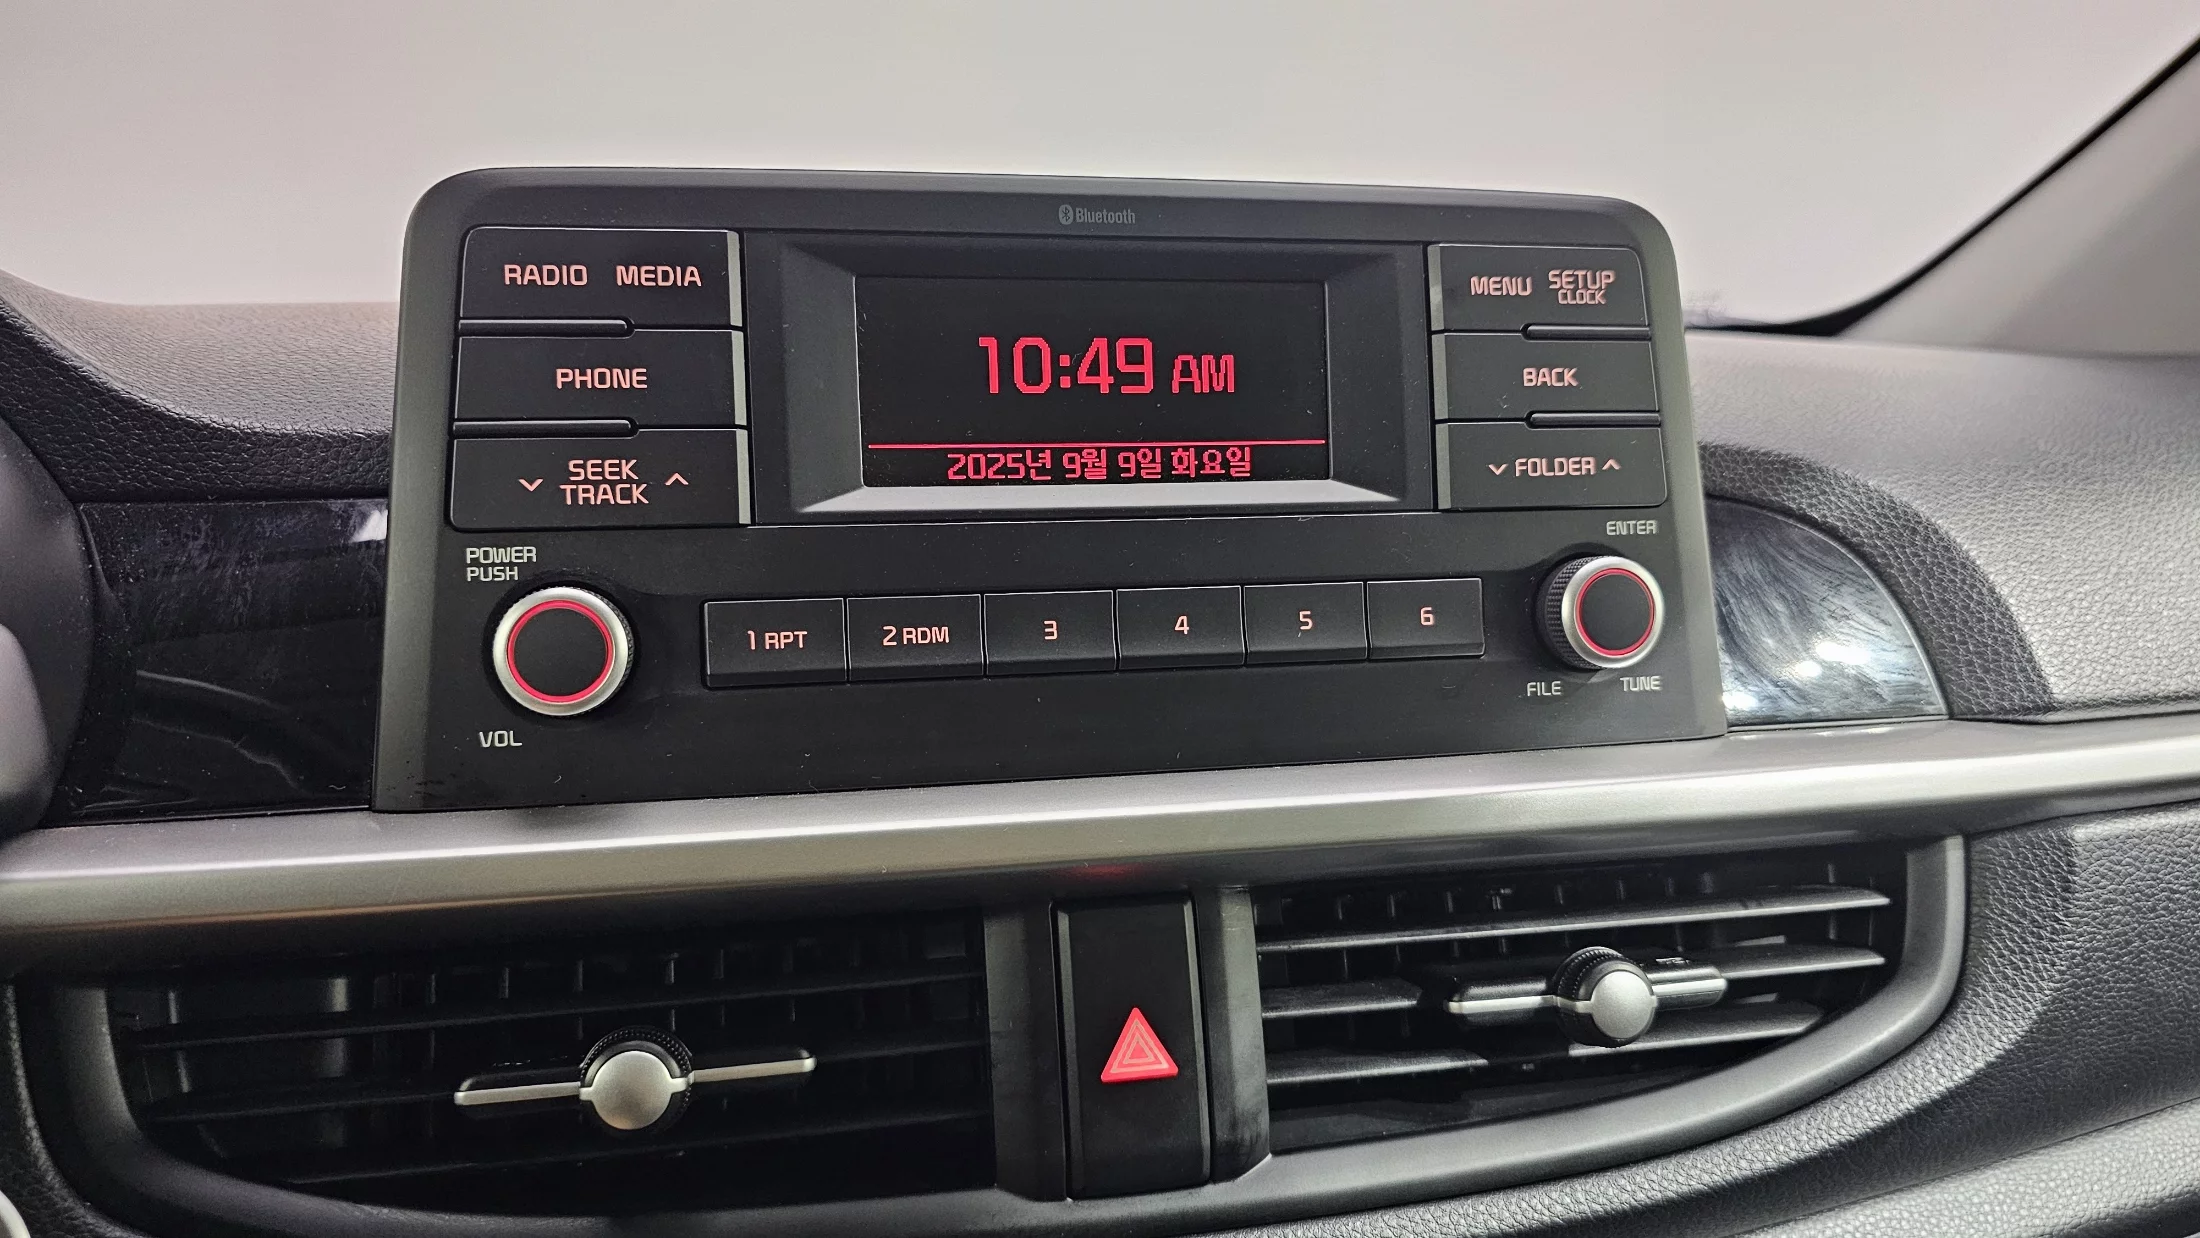 Bluetooth
RADIO MEDIA
PHONE
SEEK
TRACK
10:49 AM
2025년 9월 9일 화요일
MENU SETUP
CLOCK
BACK
FOLDER
POWER
PUSH
VOL
1 RPT
2 RDM
3
4
5
6
ENTER
FILE
TUNE